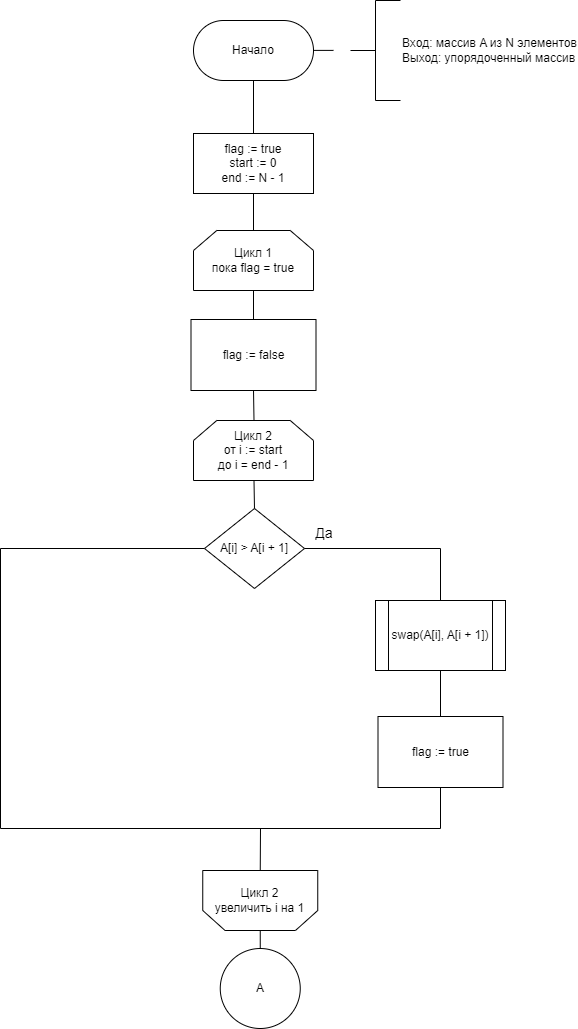 Начало
Вход: массив A из N элементов
Выход: упорядоченный массив
flag := true
start := 0
end := N - 1
Цикл 1
пока flag = true
flag := false
Цикл 2
от i := start
до i = end - 1
A[i] > A[i + 1]
Да
swap(A[i], A[i + 1])
flag := true
Цикл 2
увеличить i на 1
A